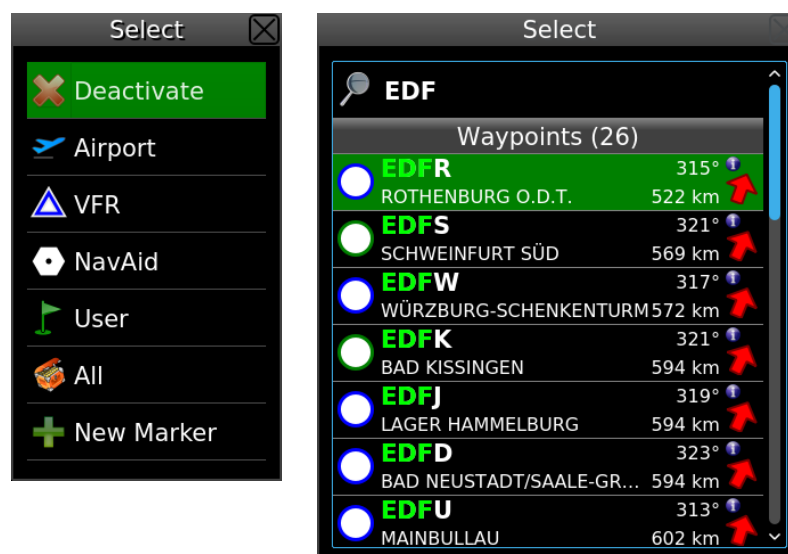 Select
Deactivate
Airport
VFR
NavAid
User
All
New Marker
Select
EDF
Waypoints (26)
EDFR 315°
ROTHENBURG O.D.T. 522 km
EDFS 321°
SCHWEINFURT SÜD 569 km
EDFW 317°
WÜRZBURG-SCHENKENTURM 572 km
EDFK 321°
BAD KISSINGEN 594 km
EDFJ 319°
LAGER HAMMELBURG 594 km
EDFD 323°
BAD NEUSTADT/SAALE-GR... 594 km
EDFU 313°
MAINBULLAU 602 km